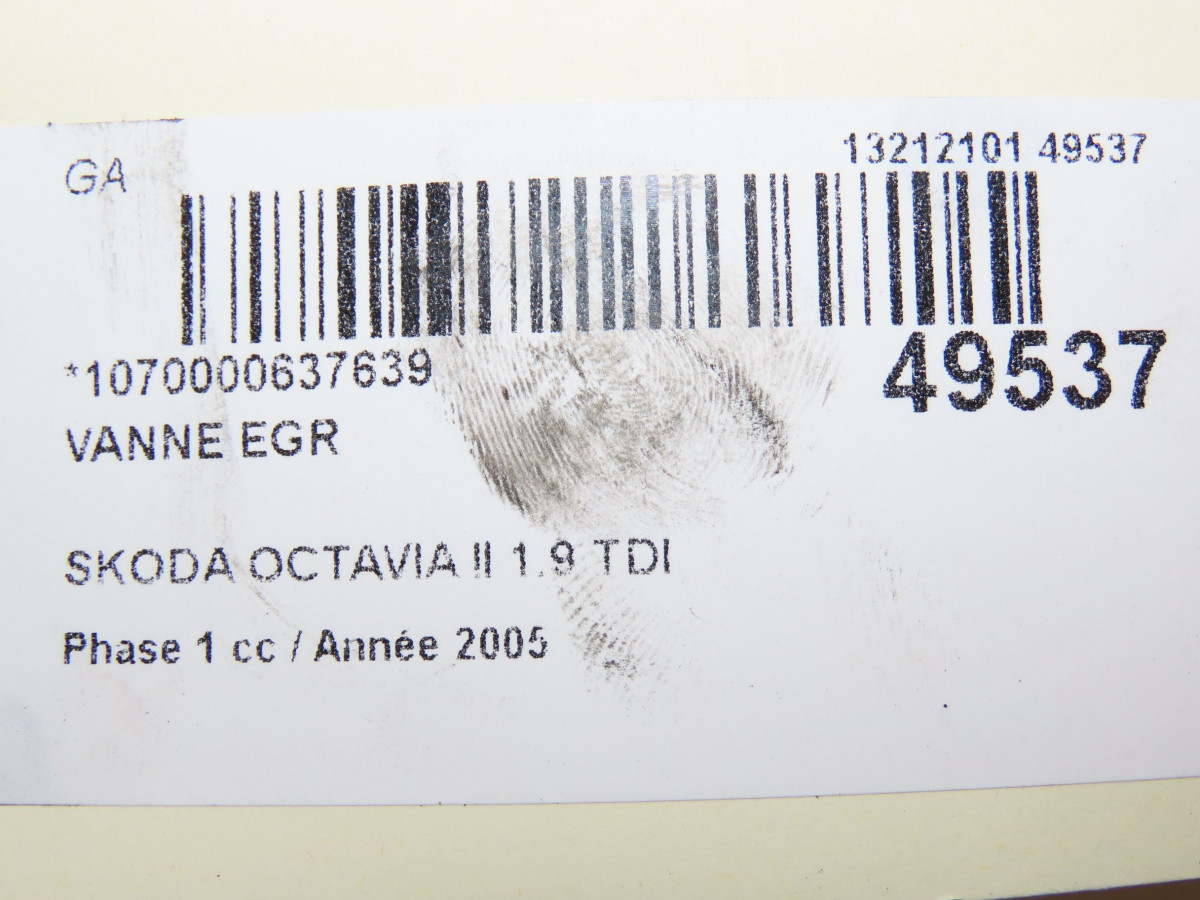 GA
13212101 49537
*1070000637639
49537
VANNE EGR
SKODA OCTAVIA II 1.9 TDI
Phase 1 cc / Année 2005